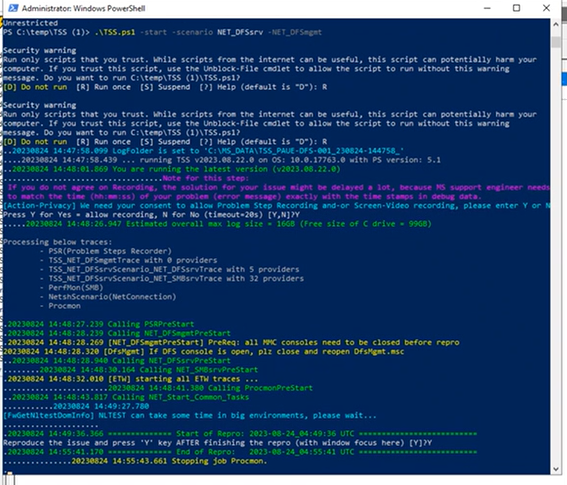 Administrator: Windows PowerShell
Unrestricted
PS C:\temp\TSS (1)> .\TSS.ps1 -start -scenario NET_DFSsrv -NET_DFSmgmt
Security warning
Run only scripts that you trust. While scripts from the internet can be useful, this script can potentially harm your
computer. If you trust this script, use the Unblock-File cmdlet to allow the script to run without this warning
message. Do you want to run C:\temp\TSS (1)\TSS.ps1?
[D] Do not run  [R] Run once  [S] Suspend  [?] Help (default is "D"): R
Security warning
Run only scripts that you trust. While scripts from the internet can be useful, this script can potentially harm your
computer. If you trust this script, use the Unblock-File cmdlet to allow the script to run without this warning
message. Do you want to run C:\temp\TSS (1)\TSS.ps1?
[D] Do not run  [R] Run once  [S] Suspend  [?] Help (default is "D"): R
..20230824 14:47:58.099 LogFolder is set to 'C:\MS_DATA\TSS_PAUE-DFS-001_230824-144758_'
....20230824 14:47:58.439 ... running TSS v2023.08.22.0 on OS: 10.0.17763.0 with PS version: 5.1
..20230824 14:48:01.869 You are running the latest version (v2023.08.22.0)
............................Note for this step:
If you do not agree on Recording, the solution for your issue might be delayed a lot, because MS support engineer needs
to match the time (hh:mm:ss) of your problem (error message) exactly with the time stamps in debug data.
[Action-Privacy] We need your consent to allow Problem Step Recording and-or Screen-Video recording, please enter Y or N
Press Y for Yes = allow recording, N for No (timeout=20s) [Y,N]?Y
.....20230824 14:48:26.947 Estimated overall max log size = 16GB (Free size of C drive = 99GB)
Processing below traces:
- PSR(Problem Steps Recorder)
- TSS_NET_DFSmgmtTrace with 0 providers
- TSS_NET_DFSsrvScenario_NET_DFSsrvTrace with 5 providers
- TSS_NET_DFSsrvScenario_NET_SMBsrvTrace with 32 providers
- PerfMon(SMB)
- NetshScenario(NetConnection)
- Procmon
.20230824 14:48:27.239 Calling PSRPreStart
.20230824 14:48:28.239 Calling NET_DFSmgmtPreStart
20230824 14:48:28.269 [NET_DFSmgmtPreStart] PreReq: all MMC consoles need to be closed before repro
20230824 14:48:28.320 [DfsMgmt] If DFS console is open, plz close and reopen DfsMgmt.msc
..20230824 14:48:28.940 Calling NET_DFSsrvPreStart
.......20230824 14:48:30.164 Calling NET_SMBsrvPreStart
..20230824 14:48:32.010 [ETW] starting all ETW traces ...
......................20230824 14:48:41.380 Calling ProcmonPreStart
..20230824 14:48:43.817 Calling NET_Start_Common_Tasks
...........20230824 14:49:27.780
[FwGetNltestDomInfo] NLTEST can take some time in big environments, please wait...
....................
.20230824 14:49:36.366 ============== Start of Repro: 2023-08-24_04:49:36 UTC ==========================
Reproduce the issue and press 'Y' key AFTER finishing the repro (with window focus here) [Y]?Y
..20230824 14:55:41.170 ============== End of Repro:   2023-08-24_04:55:41 UTC ==========================
..............20230824 14:55:43.661 Stopping job Procmon.